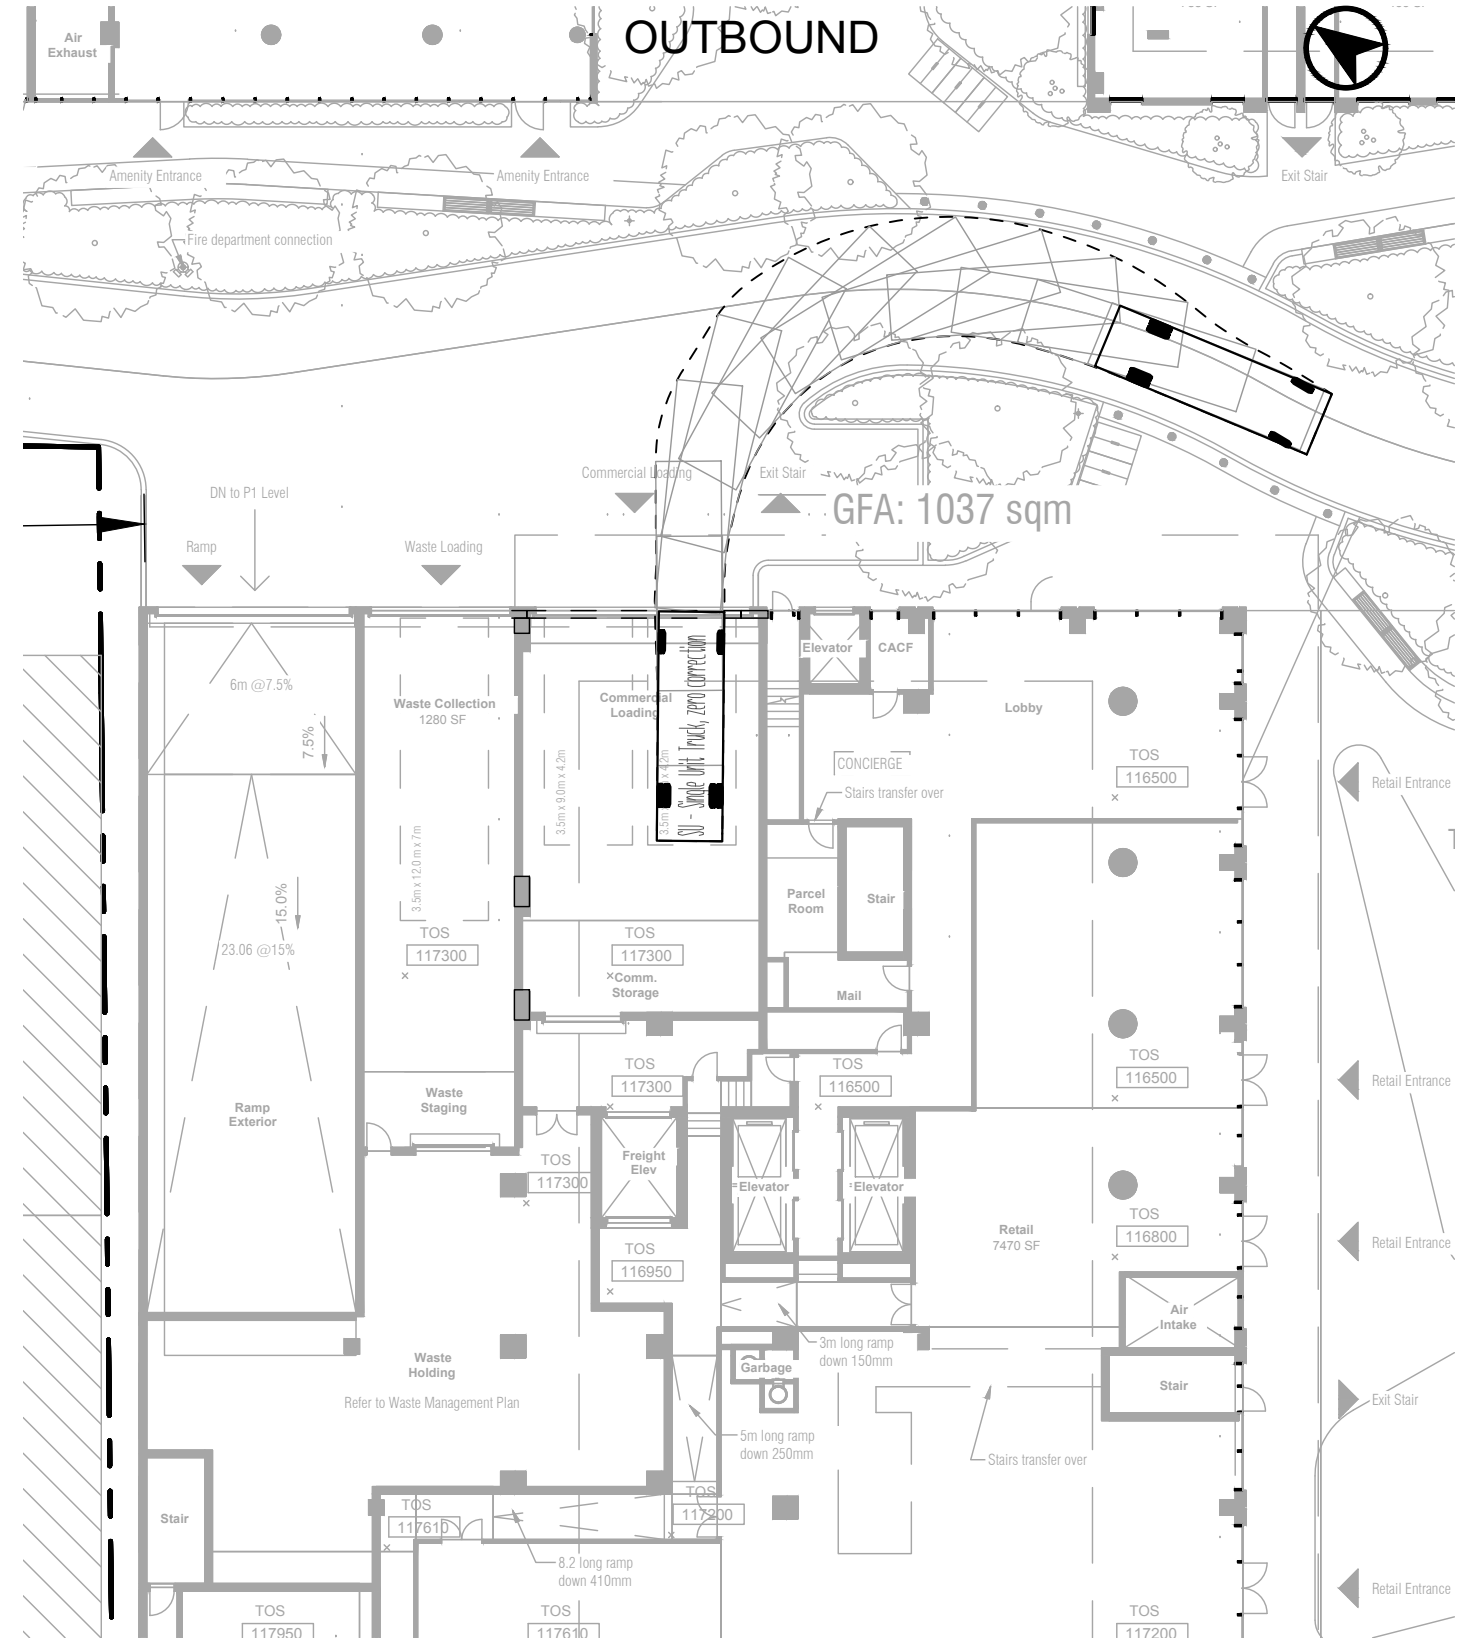 OUTBOUND
Air
Exhaust
Amenity Entrance
Amenity Entrance
Exit Stair
Fire department connection
Commercial Loading
Exit Stair
DN to P1 Level
GFA: 1037 sqm
Ramp
Waste Loading
Elevator
CACF
6m @7.5%
7.5%
Waste Collection
1280 SF
Commercial
Loading
SU - Single Unit Truck, zero correction
Lobby
3.5m x 9.0m x 4.2m
CONCIERGE
Stairs transfer over
TOS
116500
Retail Entrance
3.5m x 12.0 m x 7m
15.0%
23.06 @15%
Parcel
Room
Stair
TOS
117300
TOS
117300
Comm.
Storage
Mail
TOS
117300
TOS
116500
TOS
116500
Retail Entrance
Waste
Staging
Ramp
Exterior
TOS
117300
Freight
Elev
Elevator
Elevator
TOS
116950
Retail
7470 SF
TOS
116800
Retail Entrance
Air
Intake
3m long ramp
down 150mm
Waste
Holding
Garbage
Refer to Waste Management Plan
Stair
Exit Stair
5m long ramp
down 250mm
Stairs transfer over
TOS
117200
TOS
117610
Stair
8.2 long ramp
down 410mm
Retail Entrance
TOS
117950
TOS
117610
TOS
117200